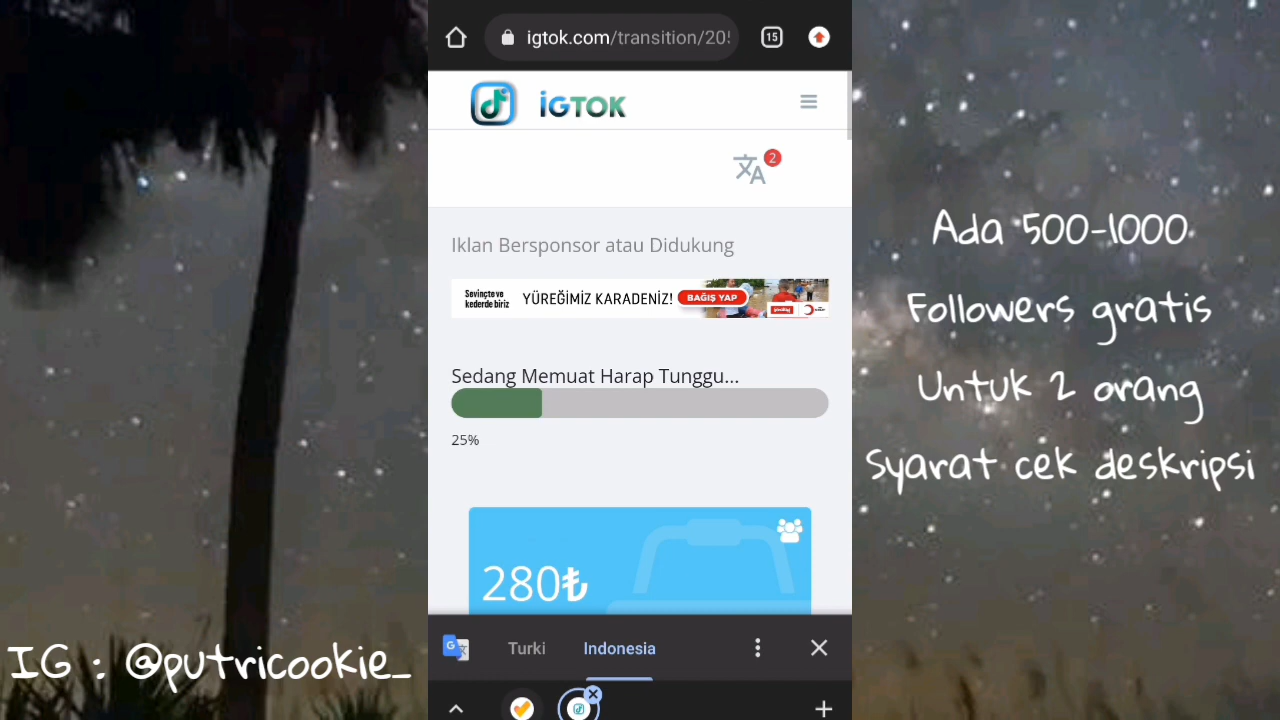 15
igtok.com/transition/20
iGTOK
2
Iklan Bersponsor atau Didukung
Sevinçte ve
kederde biriz
YÜREĞİMİZ KARADENİZ!
BAĞIŞ YAP
Sedang Memuat Harap Tunggu...
25%
280₺
Turki
Indonesia
Ada 500-1000
Followers gratis
Untuk 2 orang
Syarat cek deskripsi
IG : @putricookie_